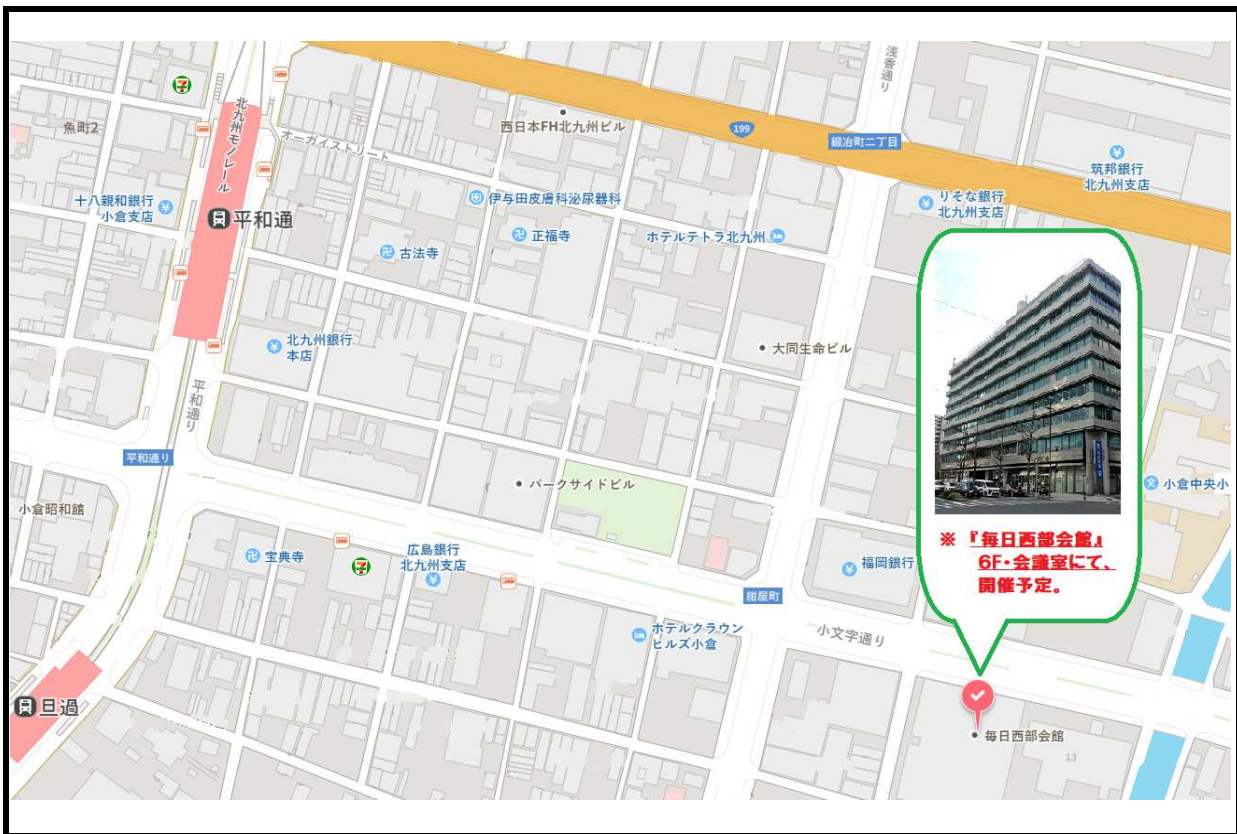 浅香通り
魚町2
北九州モノレール
オーガイストリート
西日本FH北九州ビル
199
鍛冶町二丁目
筑邦銀行
北九州支店
十八親和銀行
小倉支店
平和通
伊与田皮膚科泌尿器科
りそな銀行
北九州支店
正福寺
ホテルテトラ北九州
古法寺
北九州銀行
本店
大同生命ビル
平和通り
平和通り
パークサイドビル
小倉中央小
小倉昭和館
宝典寺
広島銀行
北九州支店
福岡銀行
※ 『毎日西部会館』
6F・会議室にて、
開催予定。
紺屋町
ホテルクラウン
ヒルズ小倉
小文字通り
旦過
毎日西部会館
13